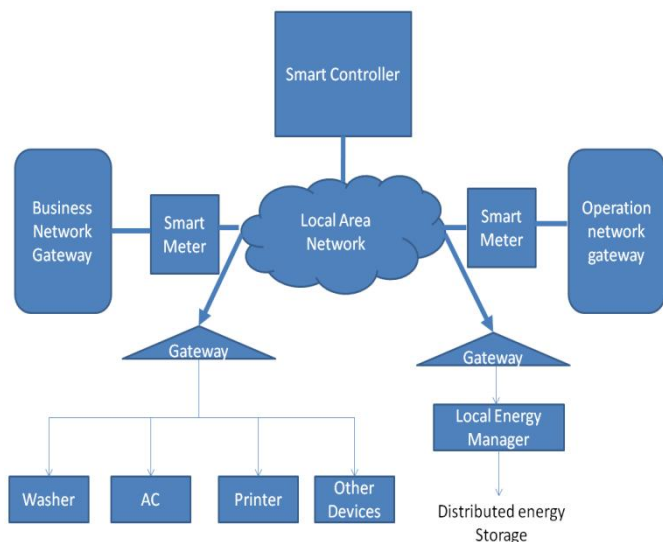 Smart Controller
Business
Network
Gateway
Smart
Meter
Local Area
Network
Smart
Meter
Operation
network
gateway
Gateway
Gateway
Local Energy
Manager
Washer
AC
Printer
Other
Devices
Distributed energy
Storage